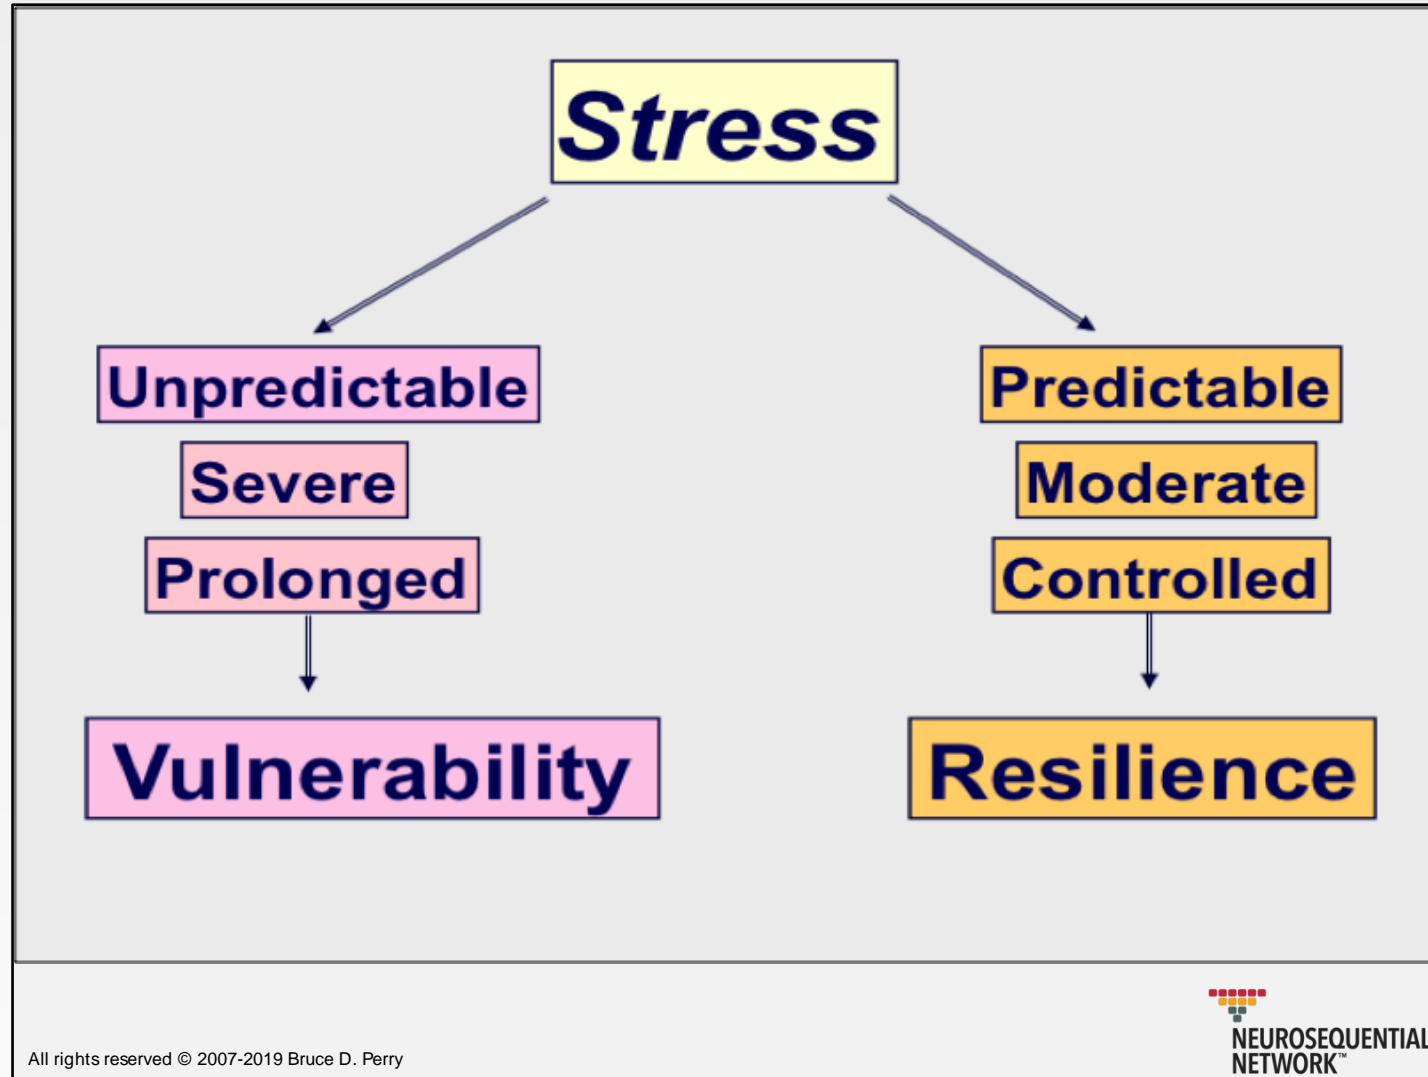 Stress
Unpredictable
Severe
Prolonged
Vulnerability
Predictable
Moderate
Controlled
Resilience
All rights reserved © 2007-2019 Bruce D. Perry
NEUROSEQUENTIAL
NETWORK™